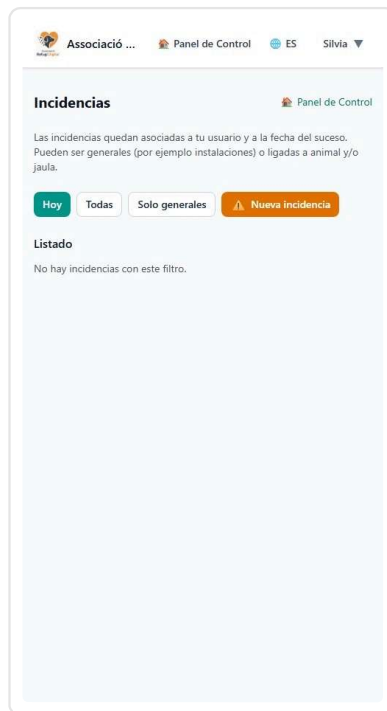 Associació ... Panel de Control ES Silvia ▼
Incidencias Panel de Control
Las incidencias quedan asociadas a tu usuario y a la fecha del suceso.
Pueden ser generales (por ejemplo instalaciones) o ligadas a animal y/o
jaula.
Hoy Todas Solo generales Nueva incidencia
Listado
No hay incidencias con este filtro.